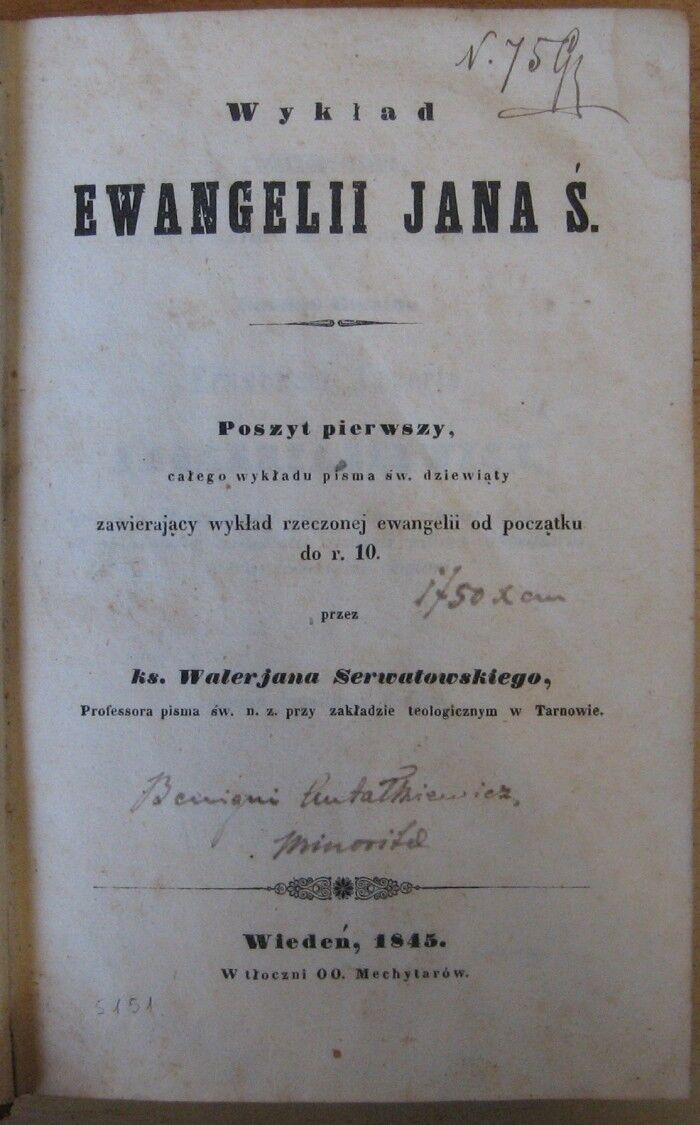 N. 75
Wykład
EWANGELII JANA Ś.
Poszyt pierwszy,
całego wykładu pisma św. dziewiąty
zawierający wykład rzeczonej ewangelii od początku
do r. 10.
przez
ks. Walerjana Serwatowskiego,
Professora pisma św. n. z. przy zakładzie teologicznym w Tarnowie.
Benigni
Minorita
Wiedeń, 1845.
W tłoczni OO. Mechytarów.
5151